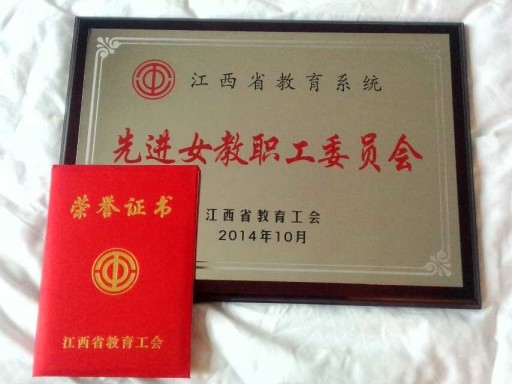 江西省教育系统
先进女教职工委员会
江西省教育工会
2014年10月
荣誉证书
江西省教育工会